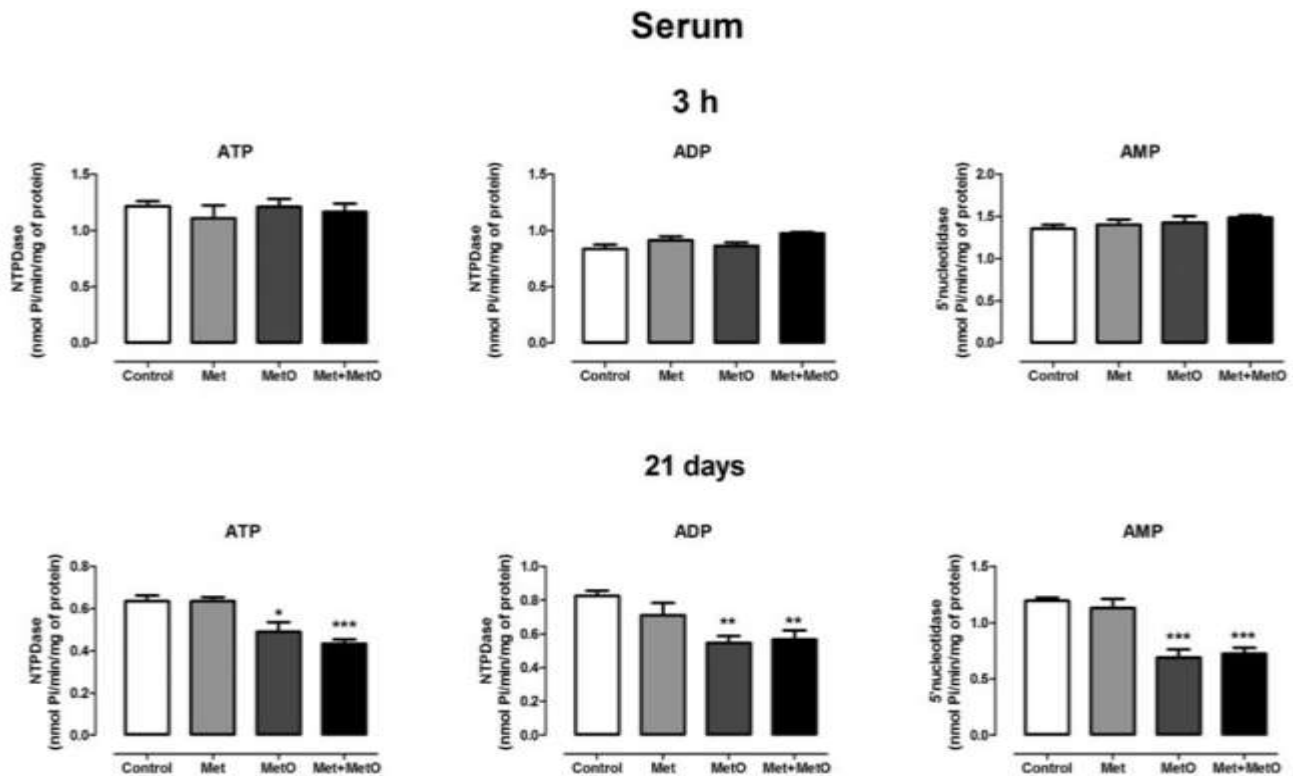 Serum
3 h
ATP
NTPDase
(nmol Pi/min/mg of protein)
1.5
1.0
0.5
0.0
Control Met MetO Met+MetO
ADP
NTPDase
(nmol Pi/min/mg of protein)
1.5
1.0
0.5
0.0
Control Met MetO Met+MetO
AMP
5'nucleotidase
(nmol Pi/min/mg of protein)
2.0
1.5
1.0
0.5
0.0
Control Met MetO Met+MetO
21 days
ATP
NTPDase
(nmol Pi/min/mg of protein)
0.8
0.6
0.4
0.2
0.0
* ***
Control Met MetO Met+MetO
ADP
NTPDase
(nmol Pi/min/mg of protein)
1.0
0.8
0.6
0.4
0.2
0.0
** **
Control Met MetO Met+MetO
AMP
5'nucleotidase
(nmol Pi/min/mg of protein)
1.5
1.0
0.5
0.0
*** ***
Control Met MetO Met+MetO